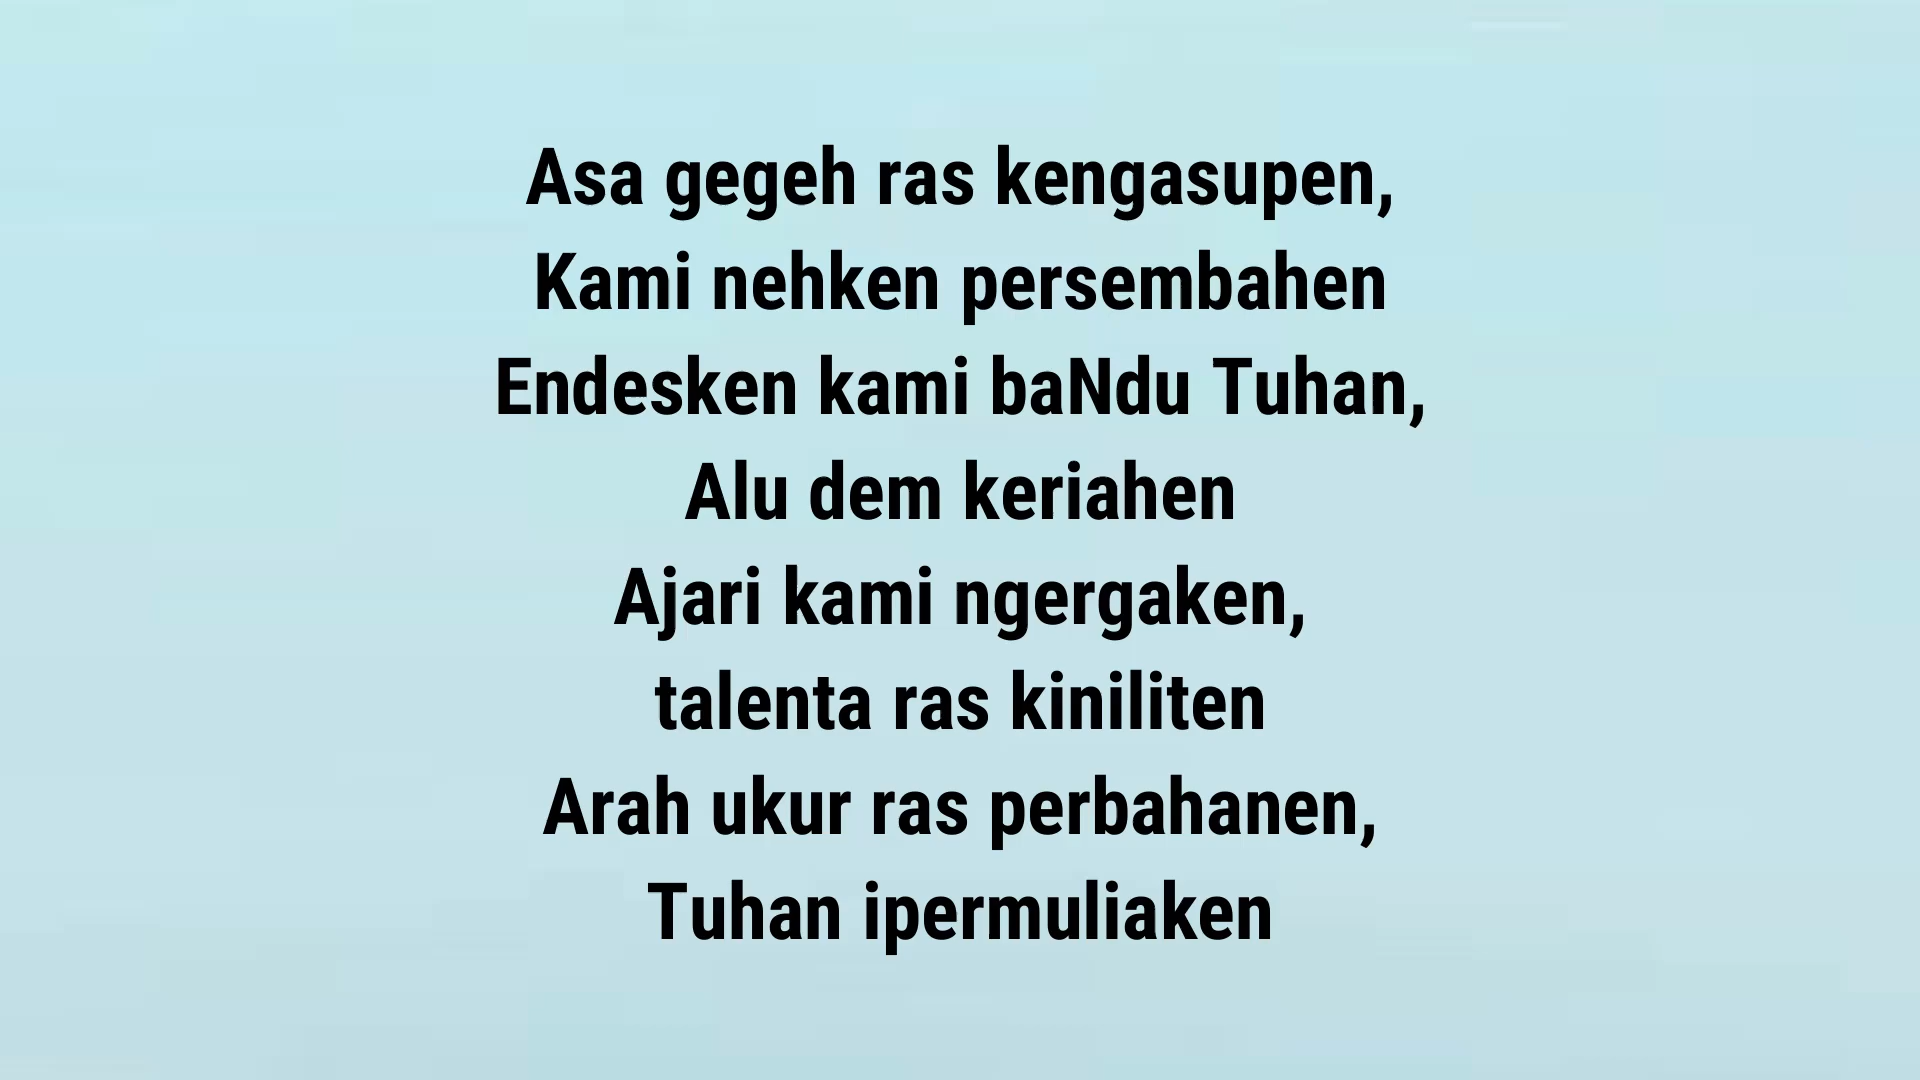 Asa gegeh ras kengasupen,
Kami nehken persembahen
Endesken kami baNdu Tuhan,
Alu dem keriahen
Ajari kami ngergaken,
talenta ras kiniliten
Arah ukur ras perbahanen,
Tuhan ipermuliaken